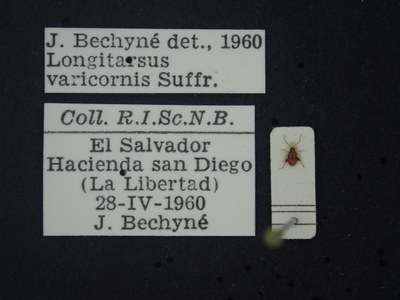 J. Bechyné det., 1960
Longitarsus
varicornis Suffr.
Coll. R.I.Sc.N.B.
El Salvador
Hacienda san Diego
(La Libertad)
28-IV-1960
J. Bechyné